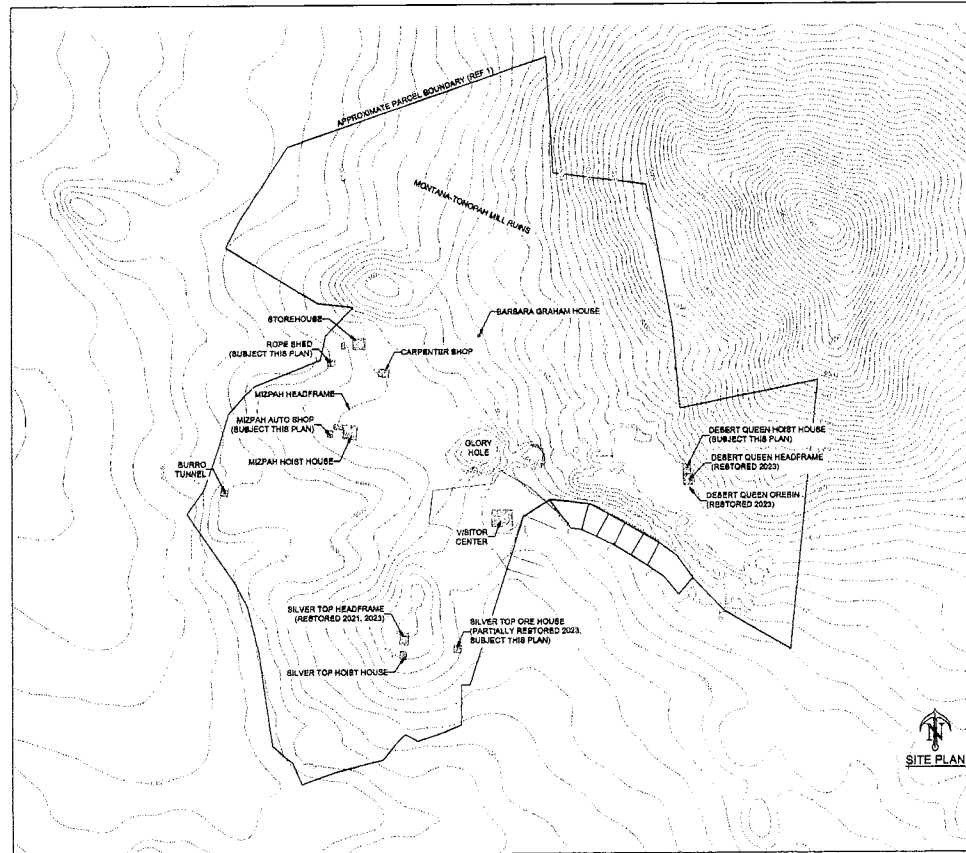 APPROXIMATE PARCEL BOUNDARY (REF 1)
MONTANA-TONOPAH MILL RUINS
BARBARA GRAHAM HOUSE
STOREHOUSE
ROPE SHED
(SUBJECT THIS PLAN)
CARPENTER SHOP
MIZPAH HEADFRAME
MIZPAH AUTO SHOP
(SUBJECT THIS PLAN)
MIZPAH HOIST HOUSE
BURRO
TUNNEL
GLORY
HOLE
DESERT QUEEN HOIST HOUSE
(SUBJECT THIS PLAN)
DESERT QUEEN HEADFRAME
(RESTORED 2023)
DESERT QUEEN OREBIN
(RESTORED 2023)
VISITOR
CENTER
SILVER TOP HEADFRAME
(RESTORED 2021, 2023)
SILVER TOP ORE HOUSE
(PARTIALLY RESTORED 2023,
SUBJECT THIS PLAN)
SILVER TOP HOIST HOUSE
N
SITE PLAN